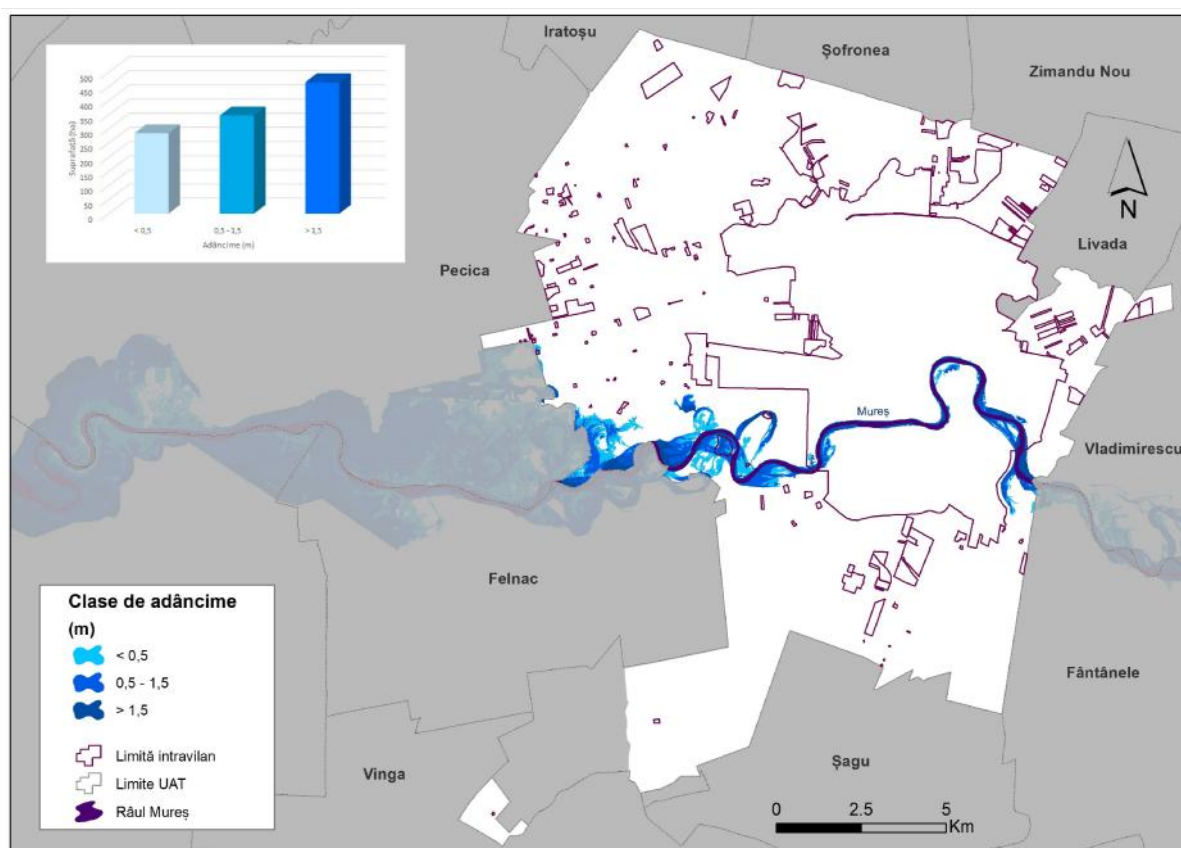 Iratoșu
Șofronea
Zimandu Nou
500
450
400
350
300
250
200
150
100
50
0
Suprafață (ha)
< 0,5
0,5 - 1,5
> 1,5
Adâncime (m)
N
Livada
Pecica
Mureș
Vladimirescu
Felnac
Fântânele
Vinga
Șagu
Clase de adâncime
(m)
< 0,5
0,5 - 1,5
> 1,5
Limită intravilan
Limite UAT
Râul Mureș
0 2.5 5
Km